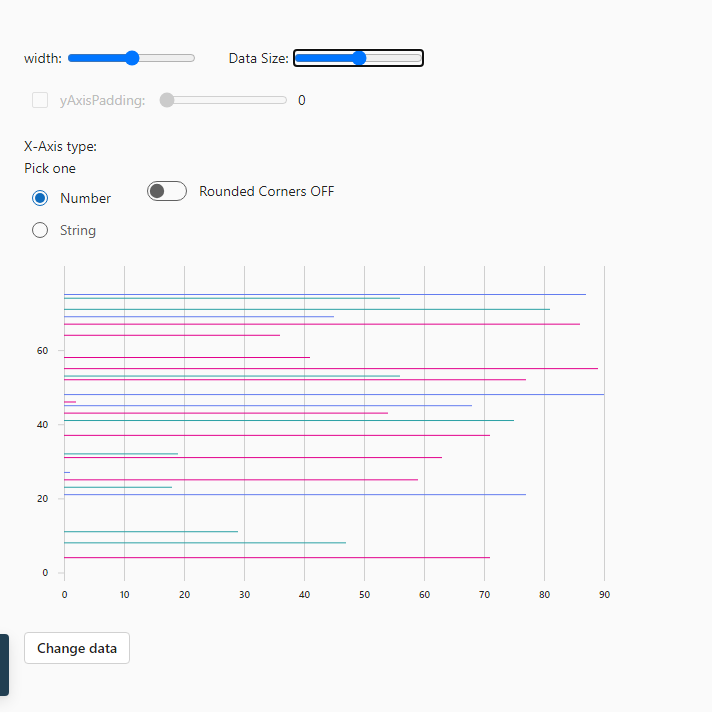 width: Data Size:
yAxisPadding: 0
X-Axis type:
Pick one
Number
Rounded Corners OFF
String
60
40
20
0
0 10 20 30 40 50 60 70 80 90
Change data